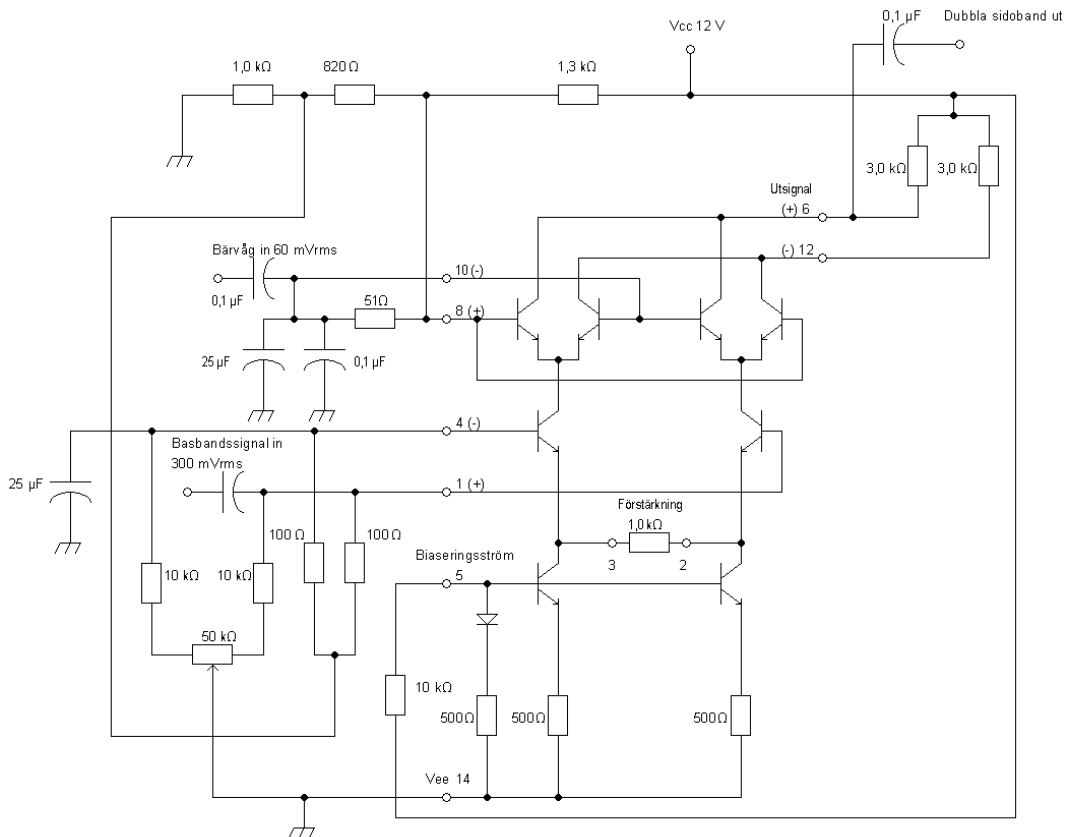 0,1 µF
Dubbla sidoband ut
Vcc 12 V
1,0 kΩ
820 Ω
1,3 kΩ
3,0 kΩ
3,0 kΩ
Utsignal
(+) 6
(-) 12
Bärvåg in 60 mVrms
10 (-)
0,1 µF
51Ω
8 (+)
25 µF
0,1 µF
4 (-)
Basbandssignal in
300 mVrms
25 µF
1 (+)
Förstärkning
1,0 kΩ
100 Ω
100 Ω
Biaseringsström
3
2
5
10 kΩ
10 kΩ
50 kΩ
10 kΩ
500 Ω
500 Ω
500 Ω
Vee 14